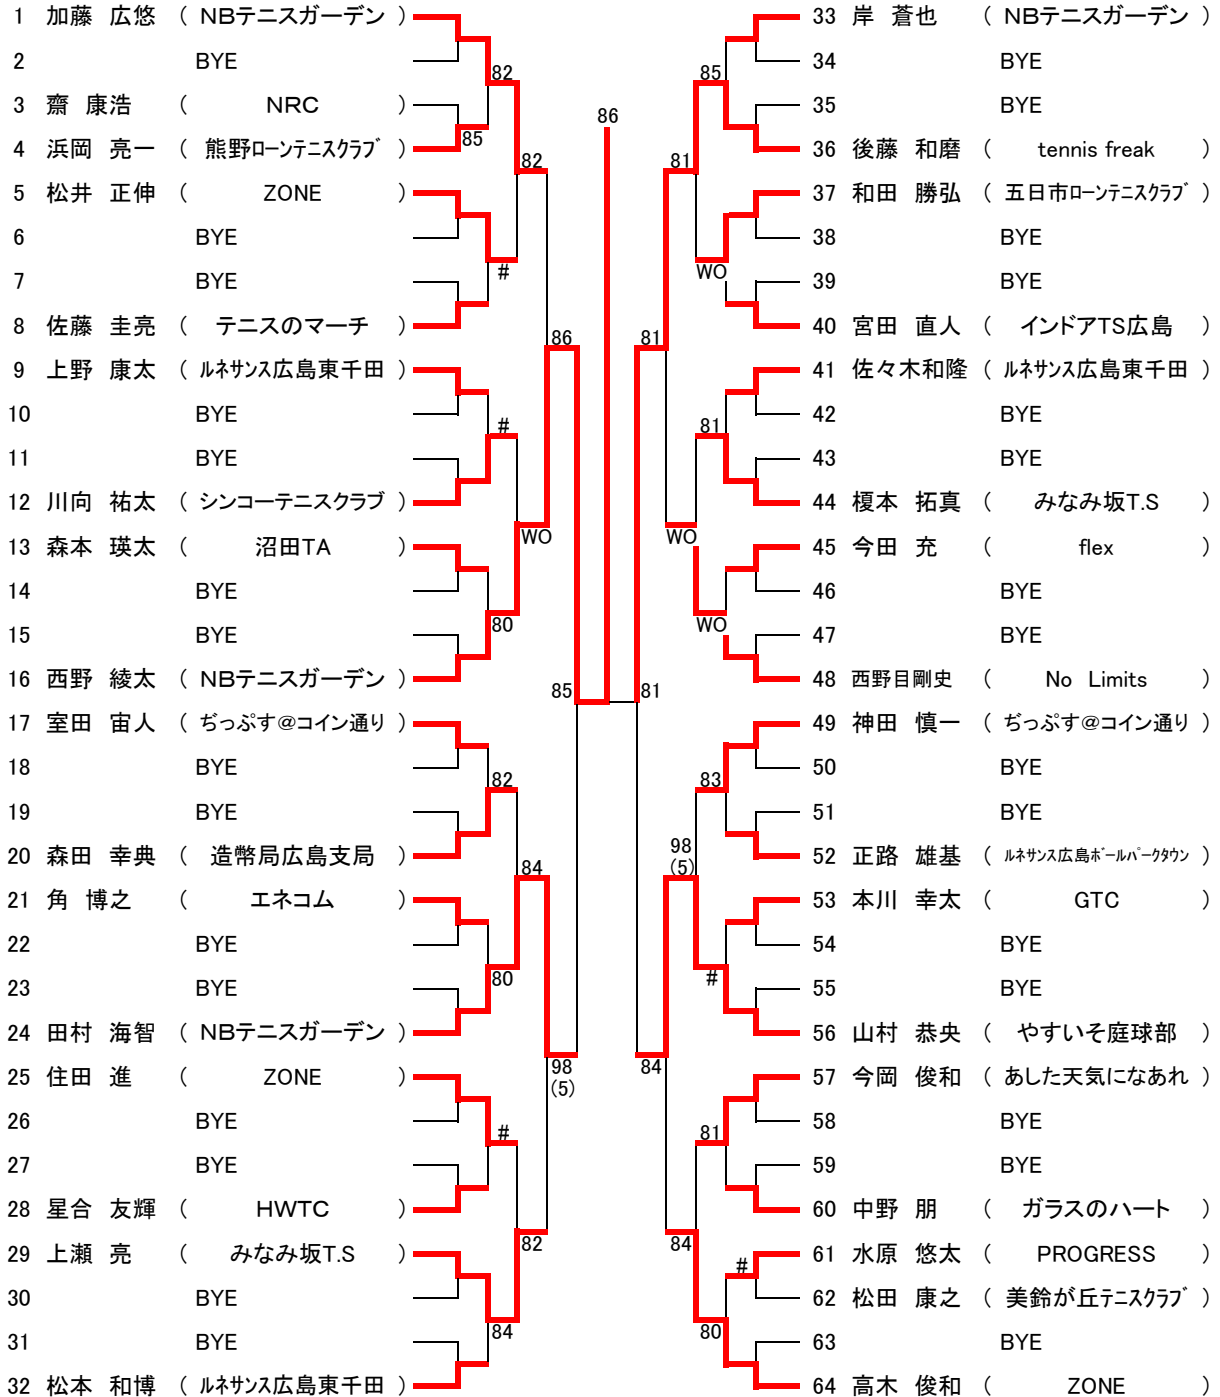 1 加藤 広悠 ( NBテニスガーデン )
2 BYE
82
3 齋 康浩 ( NRC )
85
4 浜岡 亮一 ( 熊野ローンテニスクラブ )
82
5 松井 正伸 ( ZONE )
6 BYE
#
7 BYE
8 佐藤 圭亮 ( テニスのマーチ )
86
9 上野 康太 ( ルネサンス広島東千田 )
10 BYE
#
11 BYE
12 川向 祐太 ( シンコーテニスクラブ )
WO
13 森本 瑛太 ( 沼田TA )
14 BYE
80
15 BYE
16 西野 綾太 ( NBテニスガーデン )
85
17 室田 宙人 ( ぢっぷす@コイン通り )
18 BYE
82
19 BYE
20 森田 幸典 ( 造幣局広島支局 )
84
21 角 博之 ( エネコム )
22 BYE
80
23 BYE
24 田村 海智 ( NBテニスガーデン )
98
(5)
25 住田 進 ( ZONE )
26 BYE
#
27 BYE
28 星合 友輝 ( HWTC )
82
29 上瀬 亮 ( みなみ坂T.S )
30 BYE
84
31 BYE
32 松本 和博 ( ルネサンス広島東千田 )
86
33 岸 蒼也 ( NBテニスガーデン )
34 BYE
85
35 BYE
36 後藤 和磨 ( tennis freak )
81
37 和田 勝弘 ( 五日市ローンテニスクラブ )
38 BYE
WO
39 BYE
40 宮田 直人 ( インドアTS広島 )
81
41 佐々木和隆 ( ルネサンス広島東千田 )
42 BYE
81
43 BYE
44 榎本 拓真 ( みなみ坂T.S )
WO
45 今田 充 ( flex )
46 BYE
WO
47 BYE
48 西野目剛史 ( No Limits )
81
49 神田 慎一 ( ぢっぷす@コイン通り )
50 BYE
83
51 BYE
52 正路 雄基 ( ルネサンス広島ボールパークタウン )
98
(5)
53 本川 幸太 ( GTC )
54 BYE
#
55 BYE
56 山村 恭央 ( やすいそ庭球部 )
84
57 今岡 俊和 ( あした天気になあれ )
58 BYE
81
59 BYE
60 中野 朋 ( ガラスのハート )
84
61 水原 悠太 ( PROGRESS )
#
62 松田 康之 ( 美鈴が丘テニスクラブ )
80
63 BYE
64 高木 俊和 ( ZONE )